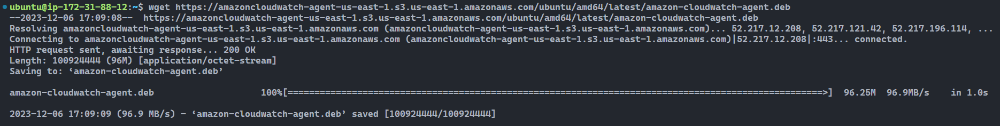 ubuntu@ip-172-31-88-12:~$ wget https://amazoncloudwatch-agent-us-east-1.s3.us-east-1.amazonaws.com/ubuntu/amd64/latest/amazon-cloudwatch-agent.deb
--2023-12-06 17:09:08--  https://amazoncloudwatch-agent-us-east-1.s3.us-east-1.amazonaws.com/ubuntu/amd64/latest/amazon-cloudwatch-agent.deb
Resolving amazoncloudwatch-agent-us-east-1.s3.us-east-1.amazonaws.com (amazoncloudwatch-agent-us-east-1.s3.us-east-1.amazonaws.com)... 52.217.12.208, 52.217.121.42, 52.217.196.114, ...
Connecting to amazoncloudwatch-agent-us-east-1.s3.us-east-1.amazonaws.com (amazoncloudwatch-agent-us-east-1.s3.us-east-1.amazonaws.com)|52.217.12.208|:443... connected.
HTTP request sent, awaiting response... 200 OK
Length: 100924444 (96M) [application/octet-stream]
Saving to: ‘amazon-cloudwatch-agent.deb’
amazon-cloudwatch-agent.deb                    100%[====================================================================================================>]  96.25M  96.9MB/s    in 1.0s
2023-12-06 17:09:09 (96.9 MB/s) - ‘amazon-cloudwatch-agent.deb’ saved [100924444/100924444]